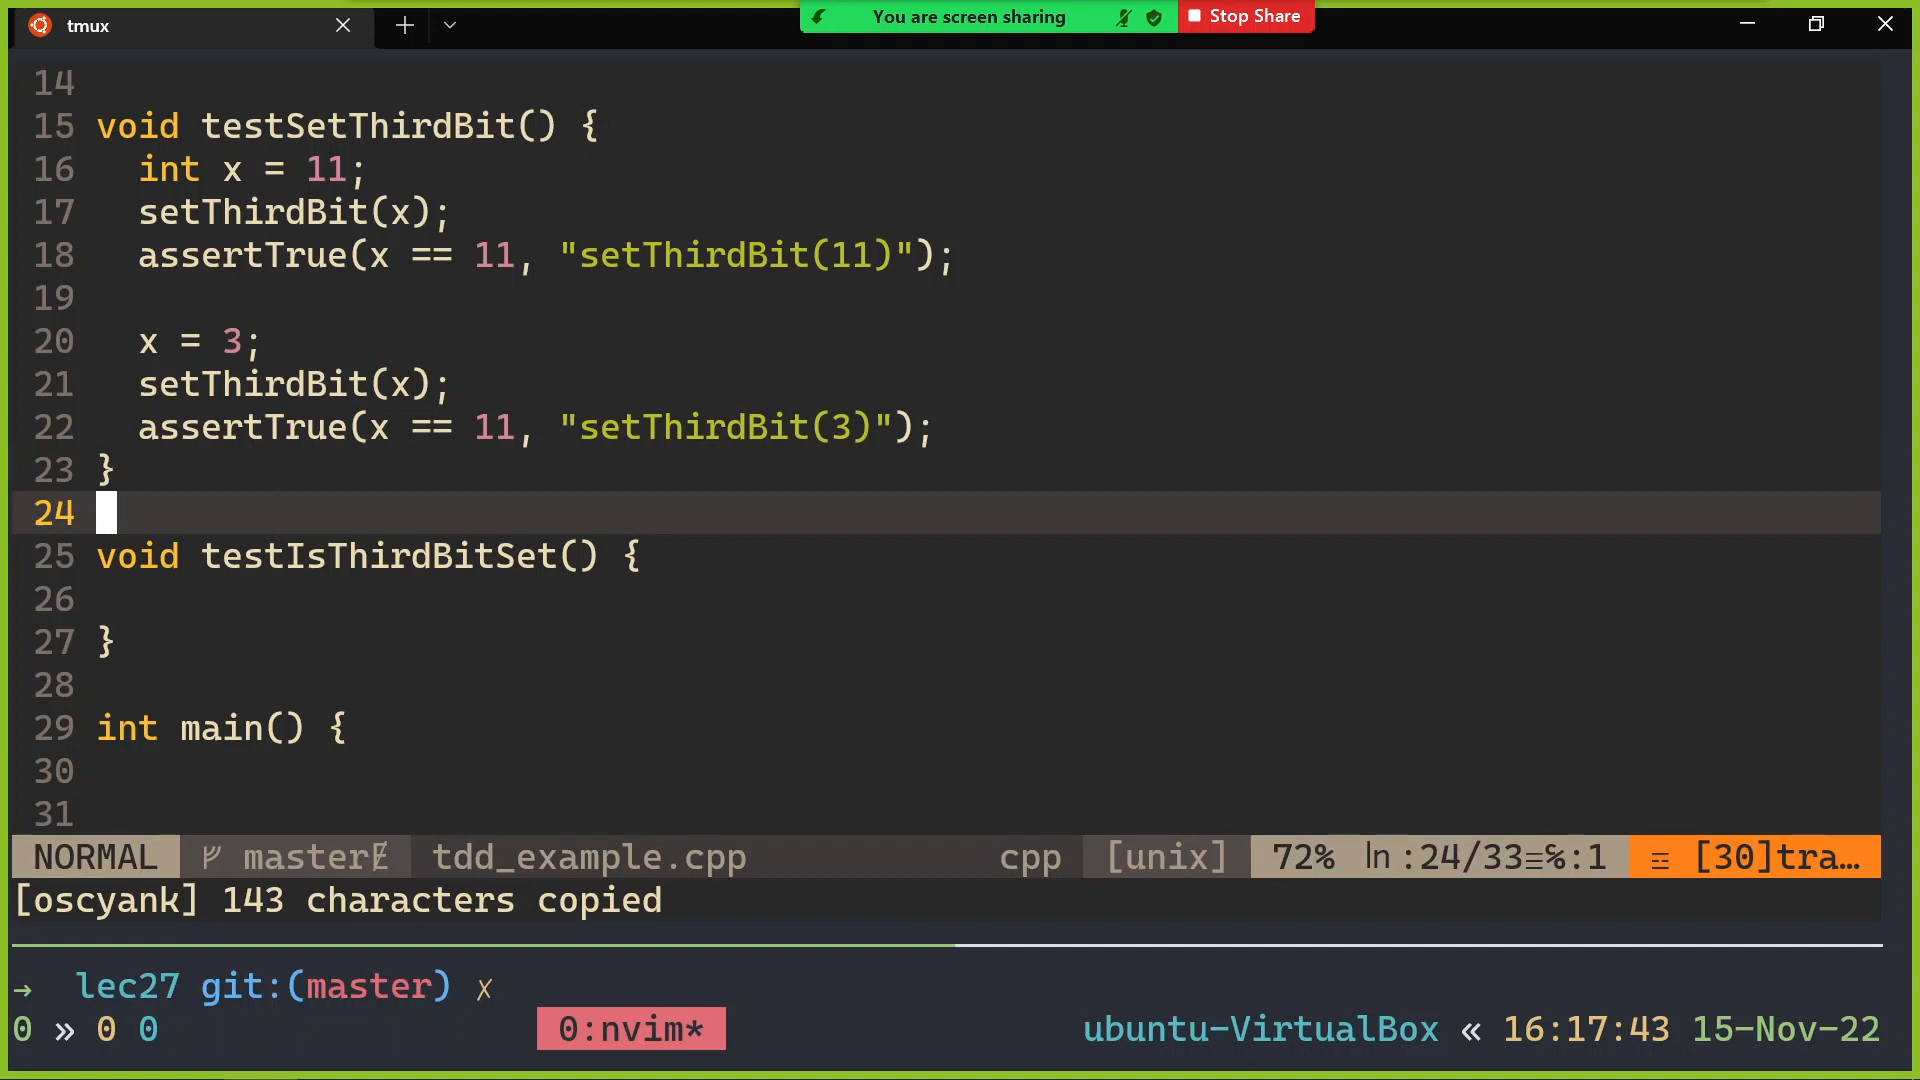 tmux
You are screen sharing
Stop Share
14
15 void testSetThirdBit() {
16   int x = 11;
17   setThirdBit(x);
18   assertTrue(x == 11, "setThirdBit(11)");
19
20   x = 3;
21   setThirdBit(x);
22   assertTrue(x == 11, "setThirdBit(3)");
23 }
24
25 void testIsThirdBitSet() {
26
27 }
28
29 int main() {
30
31
NORMAL master tdd_example.cpp cpp [unix] 72% ln :24/33≡℅:1 ☲ [30]tra…
[oscyank] 143 characters copied
→ lec27 git:(master) ✗
0 » 0 0 0:nvim* ubuntu-VirtualBox « 16:17:43 15-Nov-22